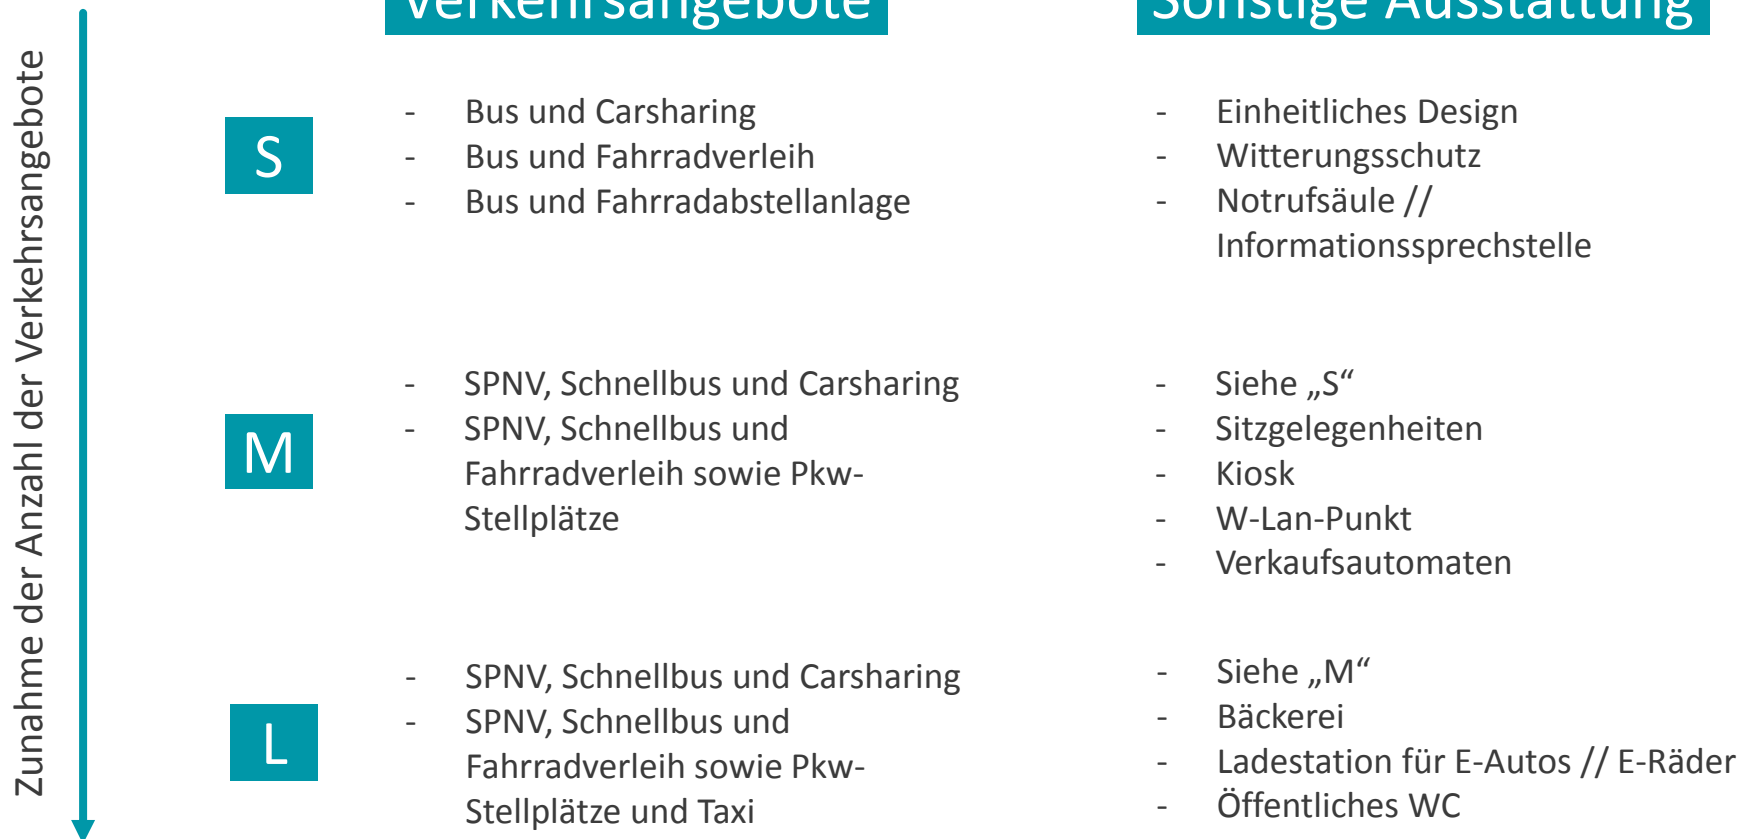 Verkehrsangebote
Sonstige Ausstattung
Zunahme der Anzahl der Verkehrsangebote
S
- Bus und Carsharing
- Bus und Fahrradverleih
- Bus und Fahrradabstellanlage
- Einheitliches Design
- Witterungsschutz
- Notrufsäule //
Informationssprechstelle
M
- SPNV, Schnellbus und Carsharing
- SPNV, Schnellbus und
Fahrradverleih sowie Pkw-
Stellplätze
- Siehe „S“
- Sitzgelegenheiten
- Kiosk
- W-Lan-Punkt
- Verkaufsautomaten
L
- SPNV, Schnellbus und Carsharing
- SPNV, Schnellbus und
Fahrradverleih sowie Pkw-
Stellplätze und Taxi
- Siehe „M“
- Bäckerei
- Ladestation für E-Autos // E-Räder
- Öffentliches WC